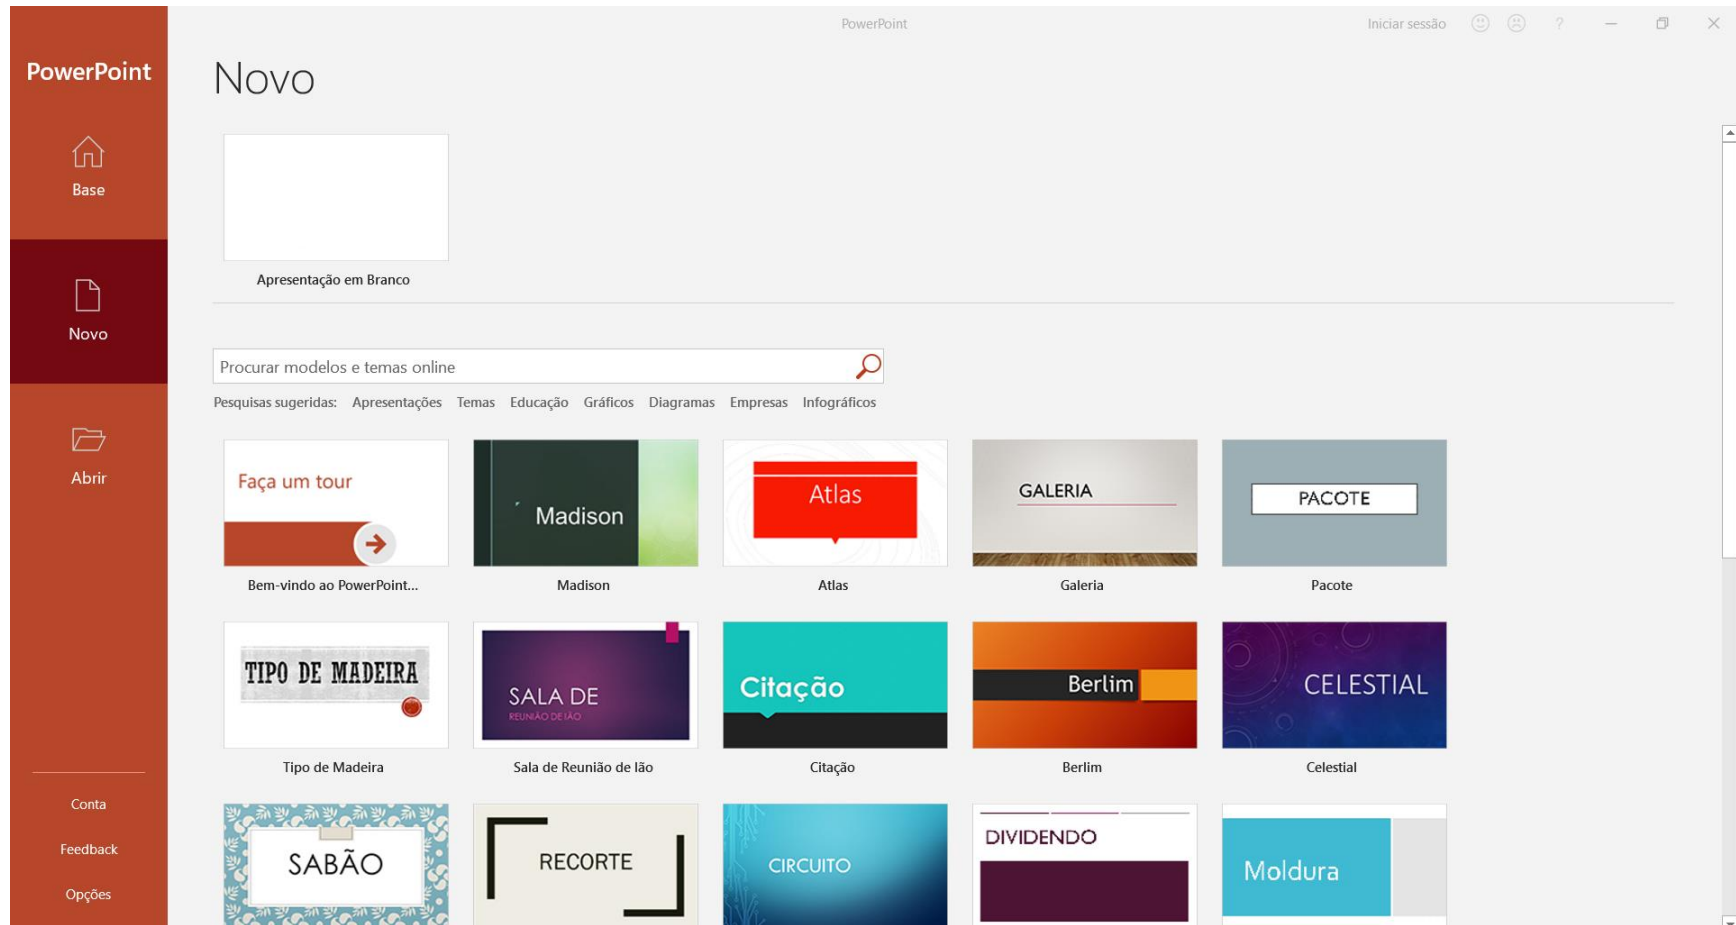 PowerPoint
Iniciar sessão
?
PowerPoint
Novo
Base
Novo
Abrir
Conta
Feedback
Opções
Apresentação em Branco
Procurar modelos e temas online
Pesquisas sugeridas: Apresentações Temas Educação Gráficos Diagramas Empresas Infográficos
Faça um tour
Madison
Atlas
GALERIA
PACOTE
Bem-vindo ao PowerPoint...
Madison
Atlas
Galeria
Pacote
TIPO DE MADEIRA
SALA DE
REUNIÃO DE IÃO
Citação
Berlim
CELESTIAL
Tipo de Madeira
Sala de Reunião de Ião
Citação
Berlim
Celestial
SABÃO
RECORTE
CIRCUITO
DIVIDENDO
Moldura